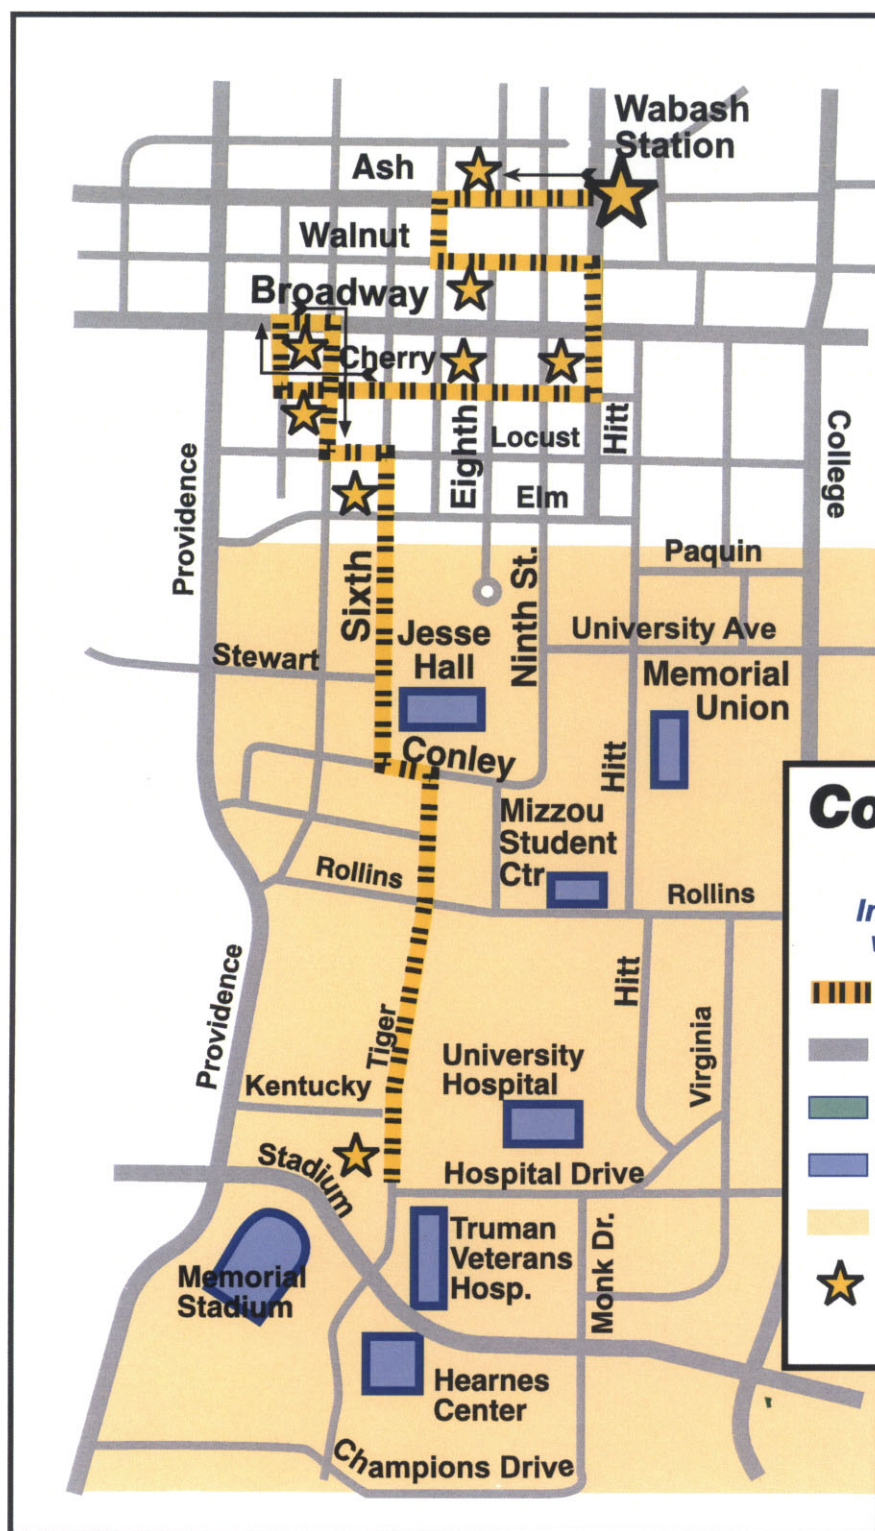 Wabash
Station
Ash
Walnut
Broadway
Cherry
Eighth
Locust
Hitt
College
Elm
Providence
Paquin
Sixth
Ninth St.
Jesse
Hall
University Ave
Stewart
Memorial
Union
Conley
Hitt
Mizzou
Student
Ctr
Co
Rollins
Rollins
In
v
Hitt
Providence
Tiger
Virginia
University
Hospital
Kentucky
Stadium
Hospital Drive
Truman
Veterans
Hosp.
Monk Dr.
Memorial
Stadium
Hearnes
Center
Champions Drive